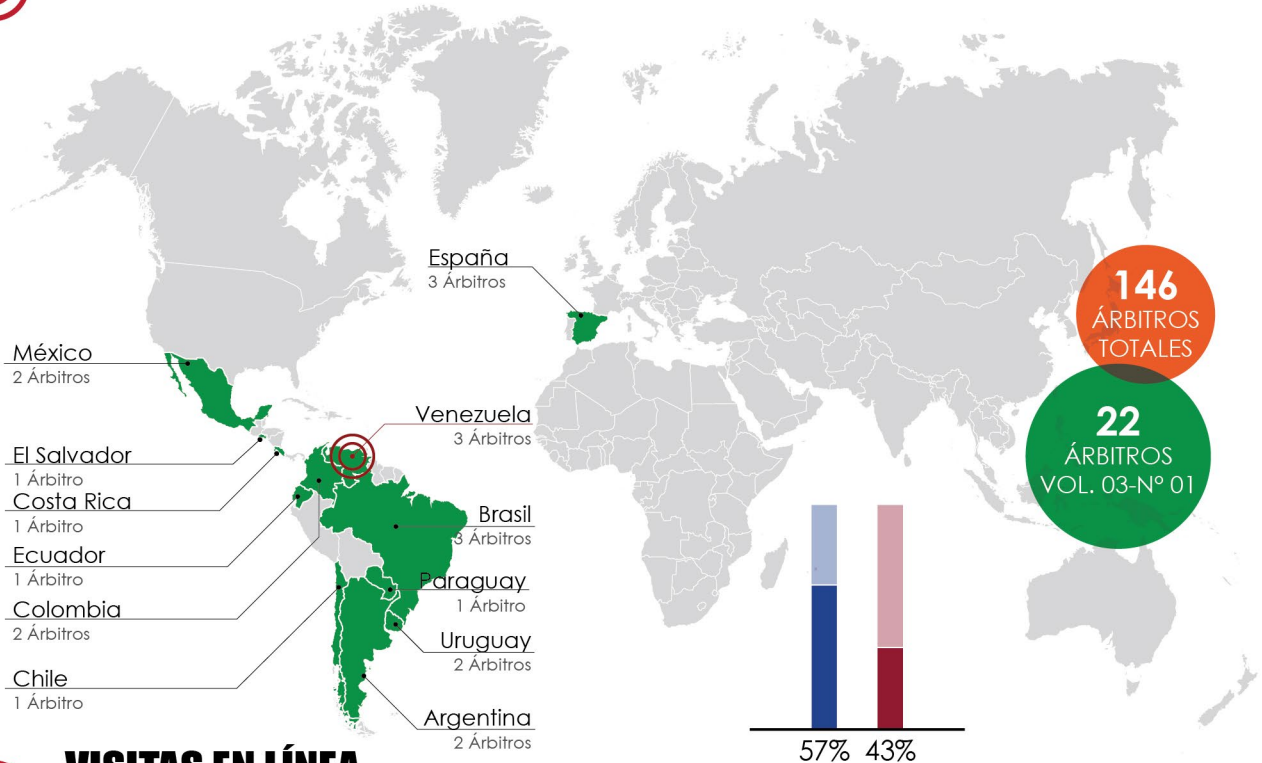 España
3 Árbitros
México
2 Árbitros
Venezuela
3 Árbitros
El Salvador
1 Árbitro
Costa Rica
1 Árbitro
Ecuador
1 Árbitro
Colombia
2 Árbitros
Chile
1 Árbitro
Brasil
3 Árbitros
Paraguay
1 Árbitro
Uruguay
2 Árbitros
Argentina
2 Árbitros
146
ÁRBITROS
TOTALES
22
ÁRBITROS
VOL. 03-Nº 01
57% 43%
VISITAS EN LÍNEA